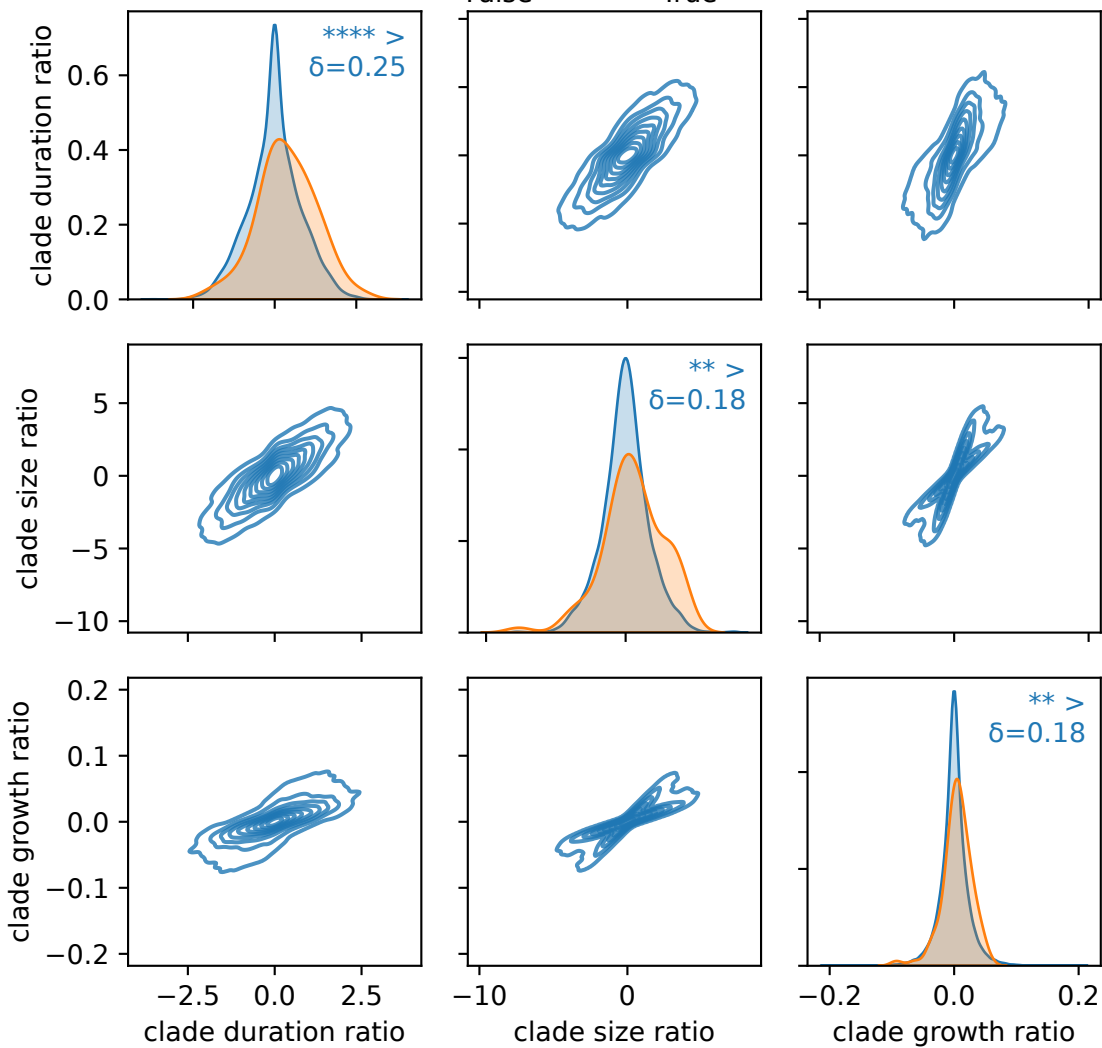 **** >
δ=0.25
clade duration ratio
0.6
0.4
0.2
0.0
** >
δ=0.18
clade size ratio
5
0
−5
−10
** >
δ=0.18
clade growth ratio
0.2
0.1
0.0
−0.1
−0.2
−2.5 0.0 2.5
−10 0
−0.2 0.0 0.2
clade duration ratio
clade size ratio
clade growth ratio